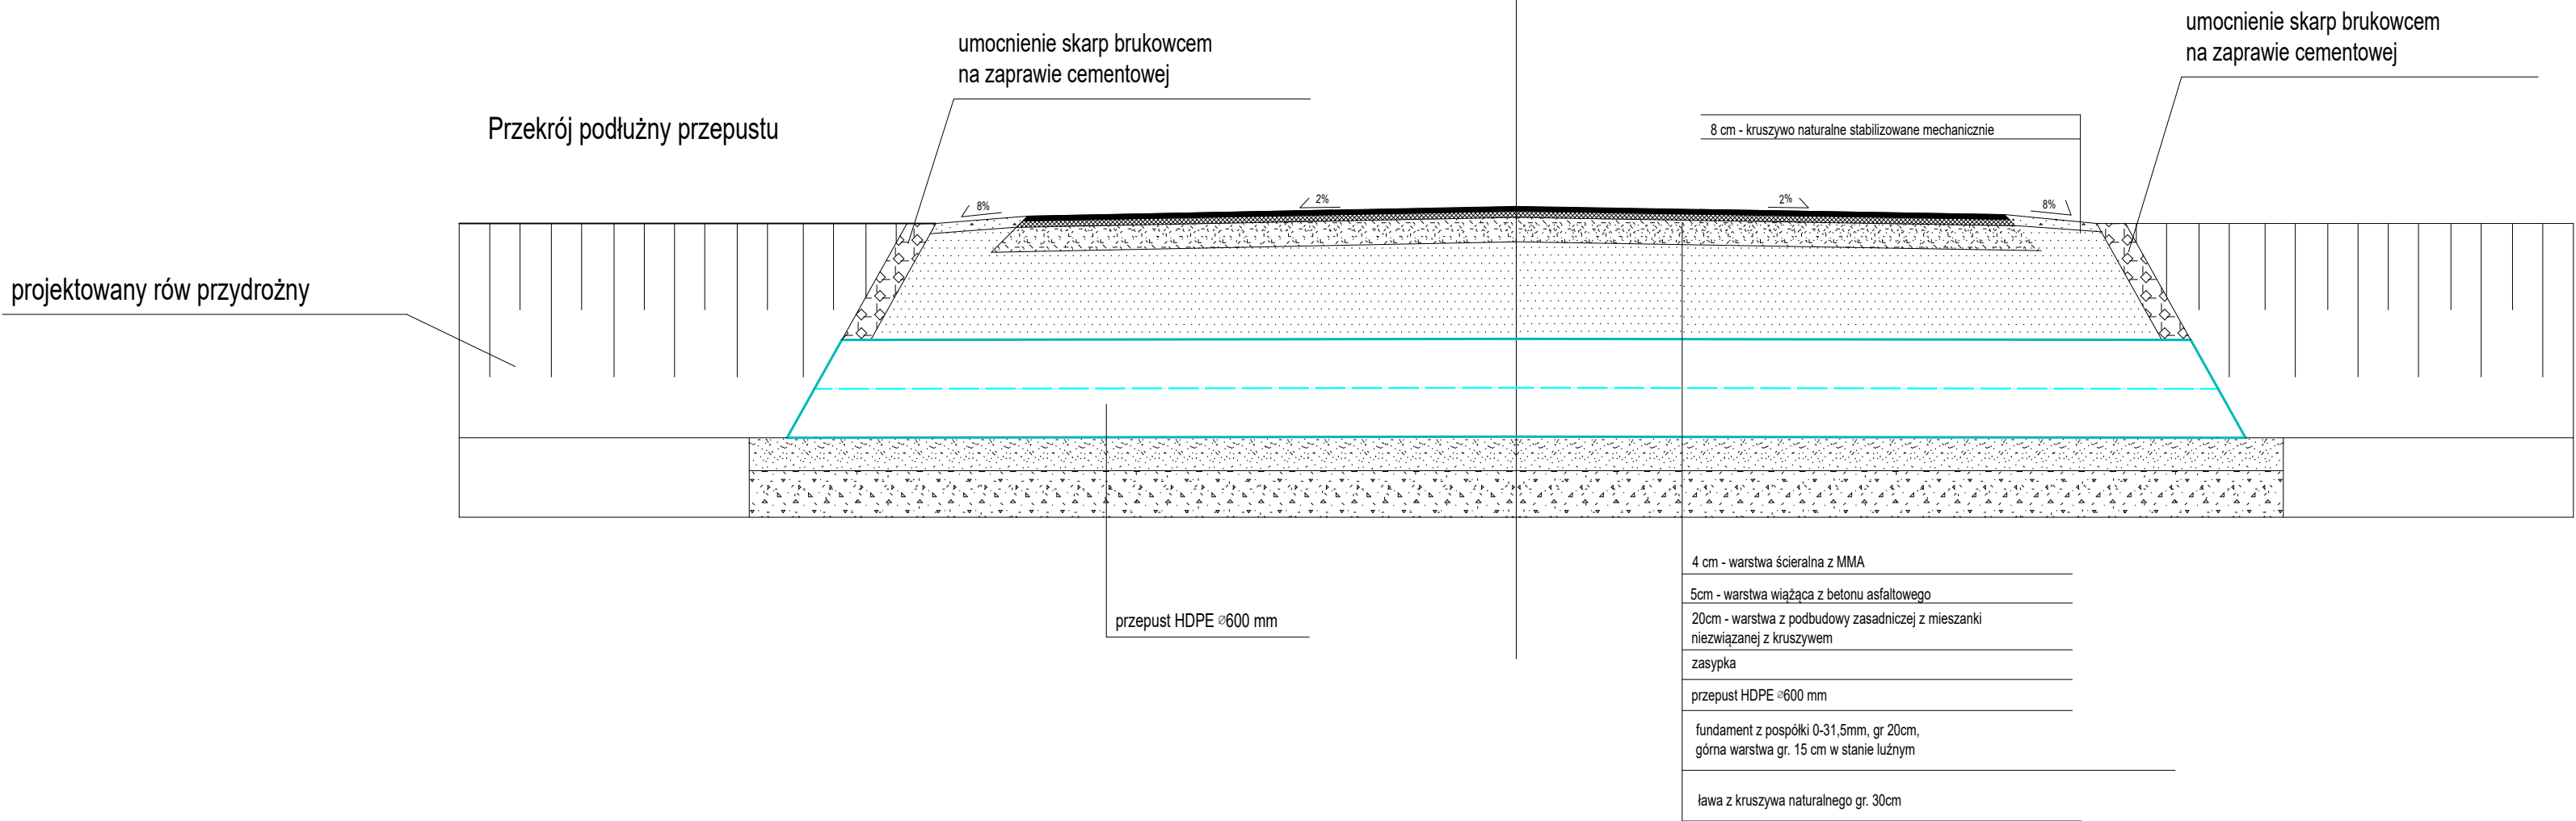 umocnienie skarp brukowcem
na zaprawie cementowej
umocnienie skarp brukowcem
na zaprawie cementowej
Przekrój podłużny przepustu
8 cm - kruszywo naturalne stabilizowane mechanicznie
8%
2%
2%
8%
projektowany rów przydrożny
przepust HDPE ⌀600 mm
4 cm - warstwa ścieralna z MMA
5cm - warstwa wiążąca z betonu asfaltowego
20cm - warstwa z podbudowy zasadniczej z mieszanki
niezwiązanej z kruszywem
zasypka
przepust HDPE ⌀600 mm
fundament z pospółki 0-31,5mm, gr 20cm,
górna warstwa gr. 15 cm w stanie luźnym
ława z kruszywa naturalnego gr. 30cm